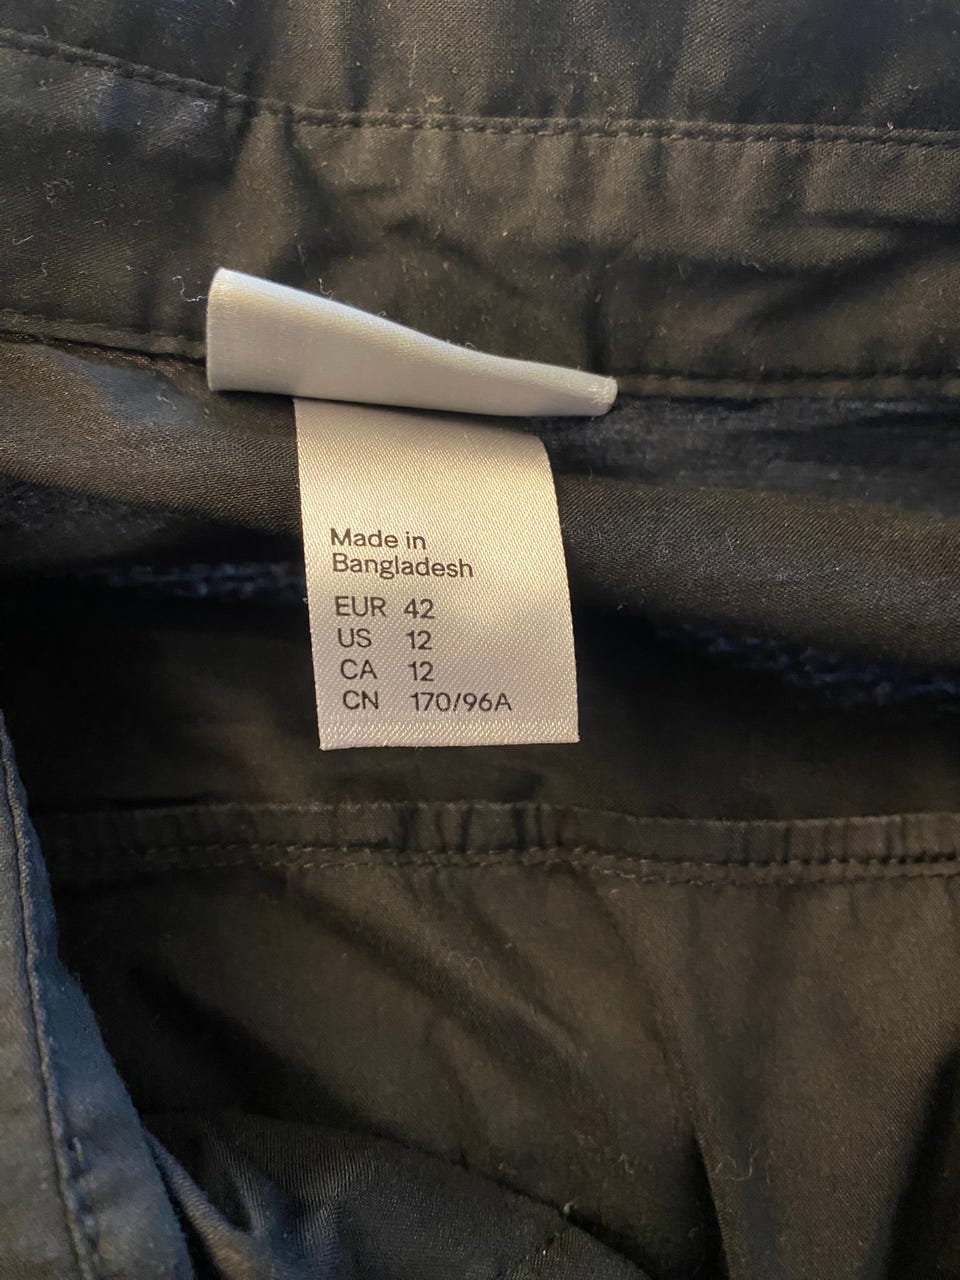 Made in
Bangladesh
EUR 42
US 12
CA 12
CN 170/96A